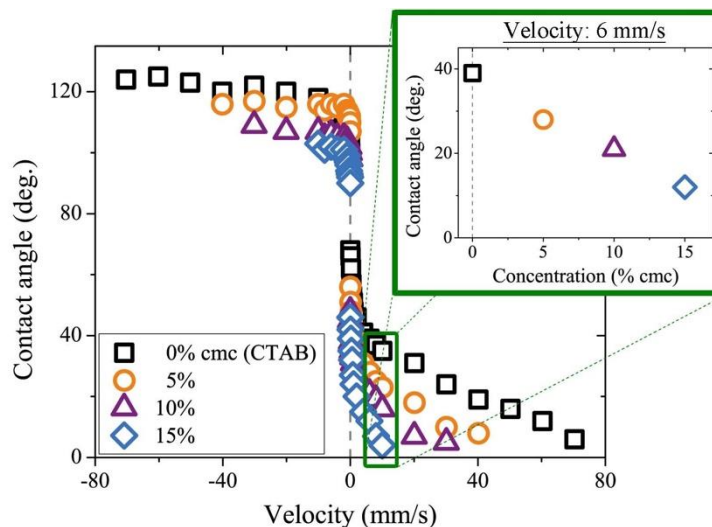 Velocity: 6 mm/s
40
20
0
Contact angle (deg.)
0 5 10 15
Concentration (% cmc)
120
80
40
0
Contact angle (deg.)
0% cmc (CTAB)
5%
10%
15%
-80 -40 0 40 80
Velocity (mm/s)